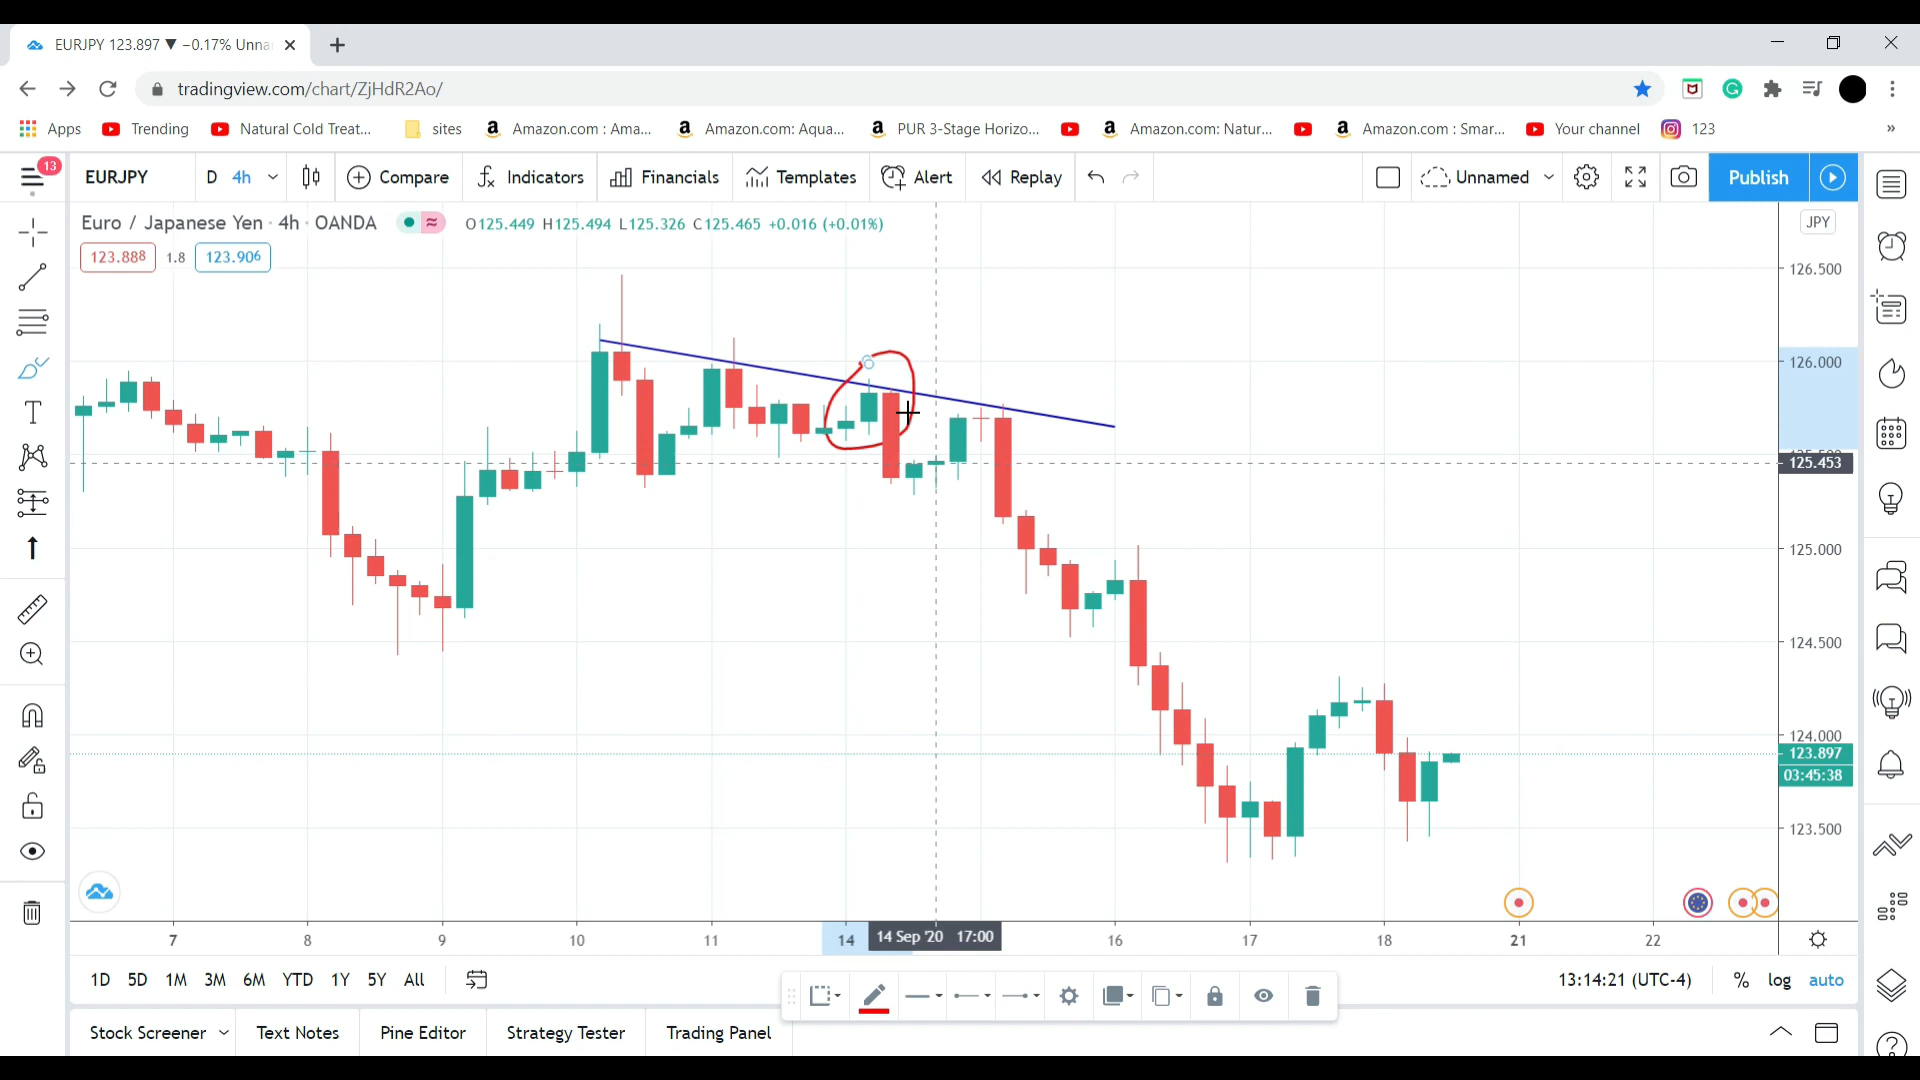 EURJPY 123.897 ▼ −0.17% Unna
tradingview.com/chart/ZjHdR2Ao/
Apps Trending Natural Cold Treat... sites Amazon.com : Ama... Amazon.com: Aqua... PUR 3-Stage Horizo... Amazon.com: Natur... Amazon.com : Smar... Your channel 123 »
13
EURJPY D 4h Compare Indicators Financials Templates Alert Replay Unnamed Publish
Euro / Japanese Yen · 4h · OANDA O125.449 H125.494 L125.326 C125.465 +0.016 (+0.01%) JPY
123.888 1.8 123.906
126.500
126.000
125.453
125.000
124.500
124.000
123.897
03:45:38
123.500
7 8 9 10 11 14 14 Sep '20 17:00 16 17 18 21 22
1D 5D 1M 3M 6M YTD 1Y 5Y All 13:14:21 (UTC-4) % log auto
Stock Screener Text Notes Pine Editor Strategy Tester Trading Panel